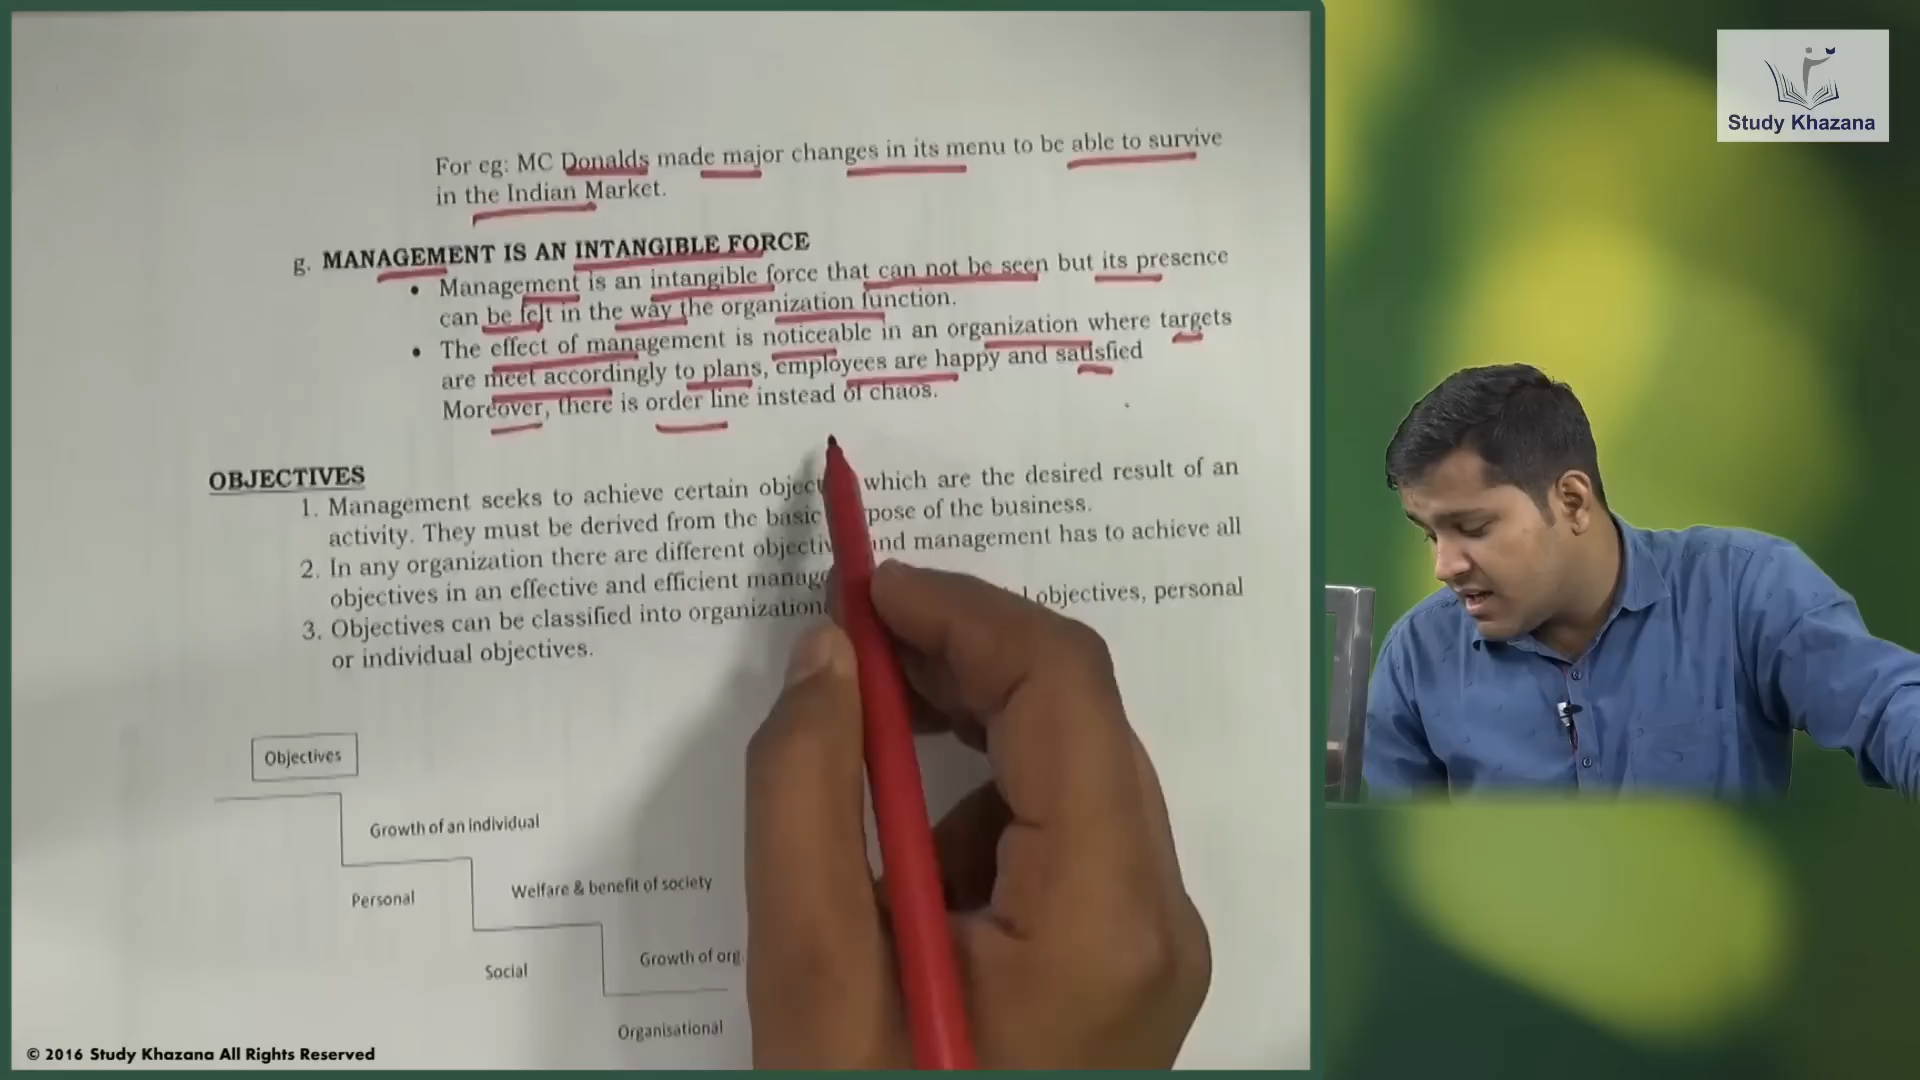 Study Khazana
For eg: MC Donalds made major changes in its menu to be able to survive
in the Indian Market.
g. MANAGEMENT IS AN INTANGIBLE FORCE
• Management is an intangible force that can not be seen but its presence
can be felt in the way the organization function.
• The effect of management is noticeable in an organization where targets
are meet accordingly to plans, employees are happy and satisfied
Moreover, there is order line instead of chaos.
OBJECTIVES
1. Management seeks to achieve certain which are the desired result of an
activity. They must be derived from the basic of the business.
2. In any organization there are different and management has to achieve all
objectives in an effective and efficient
3. Objectives can be classified into objectives, personal
or individual objectives.
Objectives
Growth of an individual
Personal
Welfare & benefit of society
Social
Growth of org.
Organisational
© 2016 Study Khazana All Rights Reserved